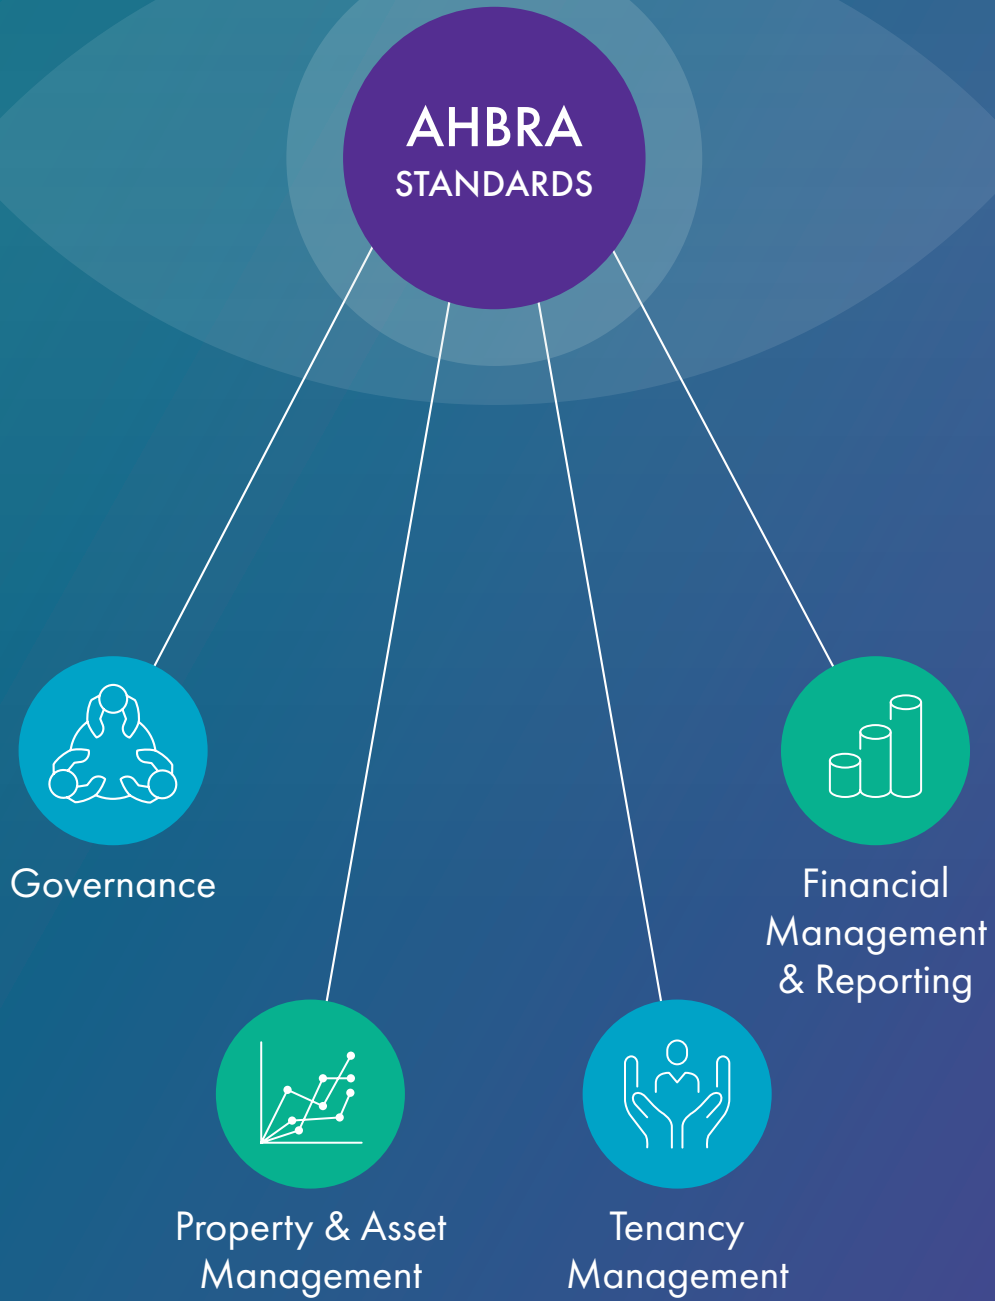 AHBRA
STANDARDS
Governance
Financial
Management
& Reporting
Property & Asset
Management
Tenancy
Management